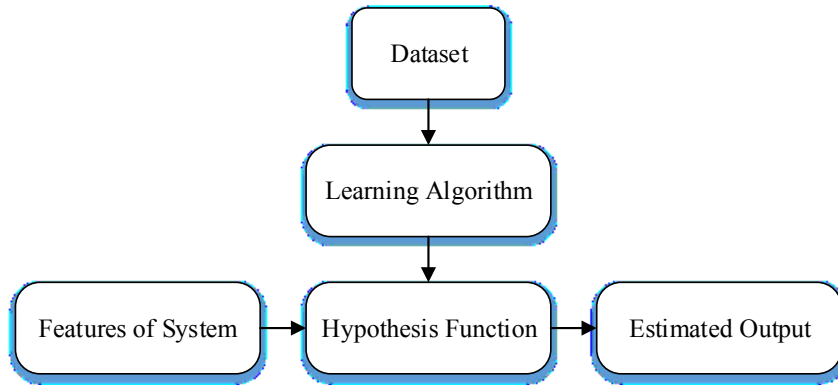 Dataset
Learning Algorithm
Features of System
Hypothesis Function
Estimated Output